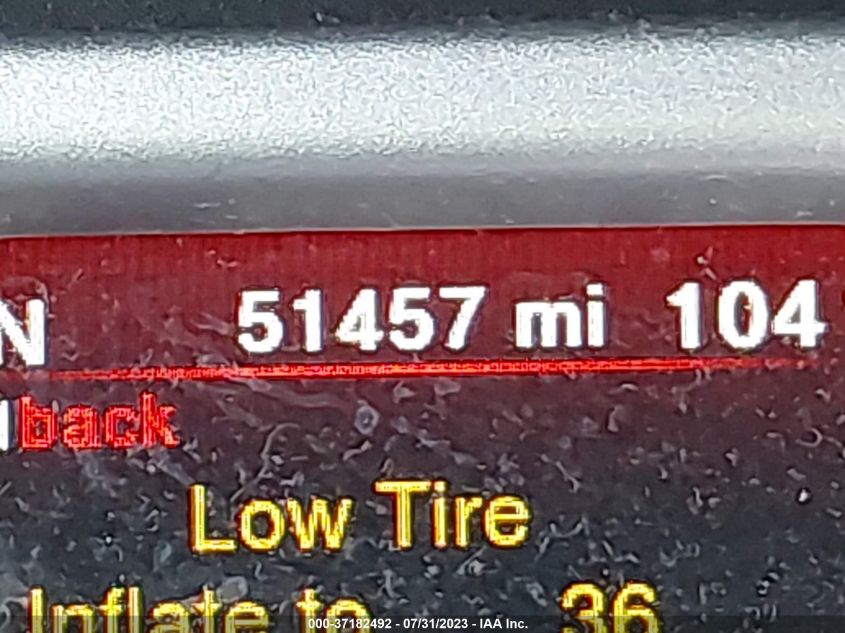 N 51457 mi 104
back
Low Tire
Inflate to 36
000-37182492 - 07/31/2023 - IAA Inc.